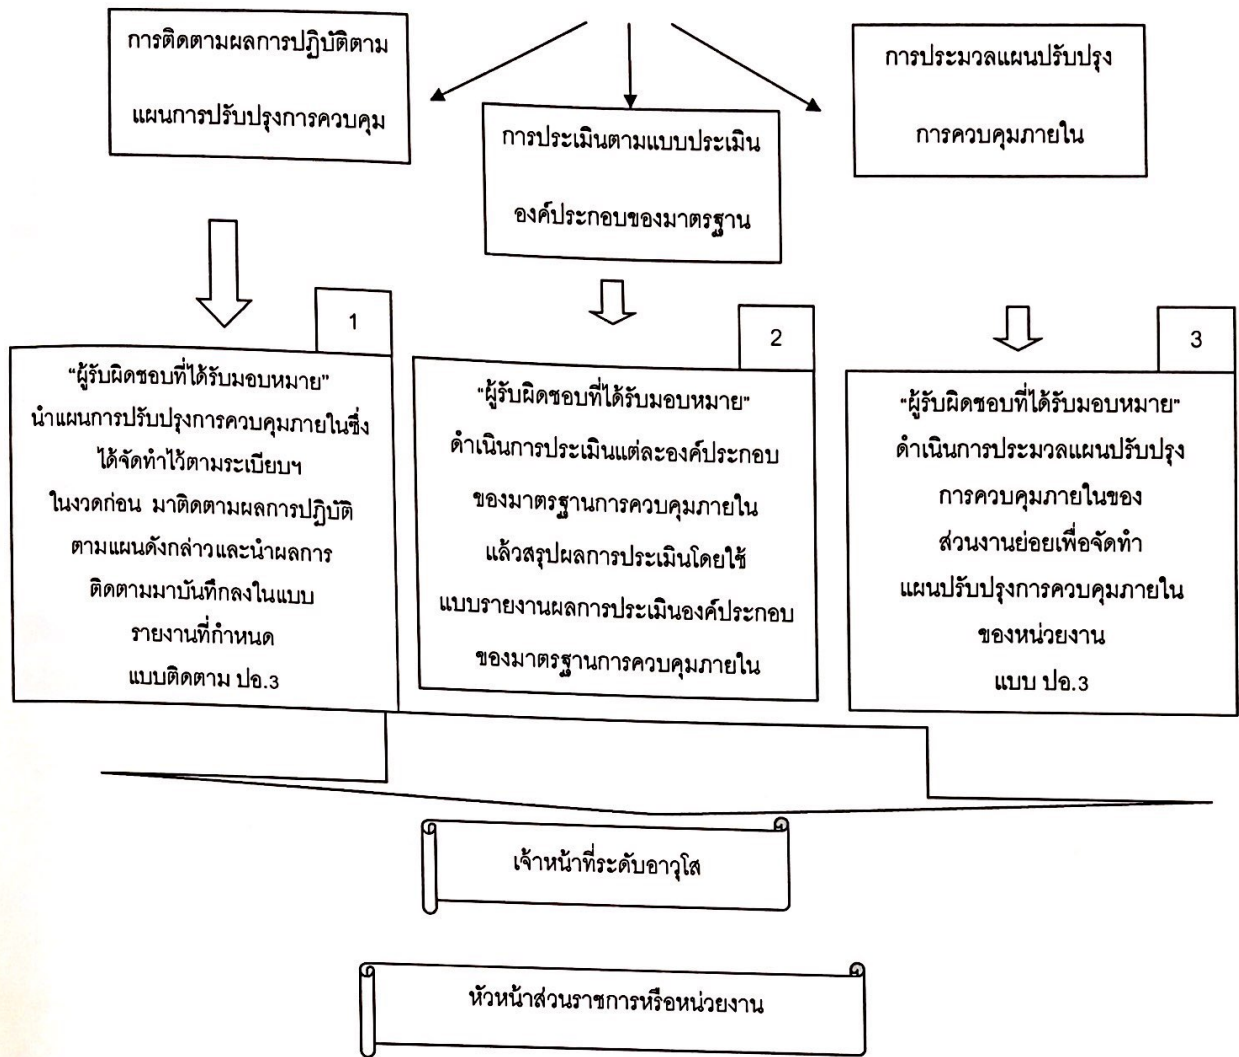 การติดตามผลการปฏิบัติตาม
แผนการปรับปรุงการควบคุม
การประเมินตามแบบประเมิน
องค์ประกอบของมาตรฐาน
การประมวลแผนปรับปรุง
การควบคุมภายใน
1
"ผู้รับผิดชอบที่ได้รับมอบหมาย"
นำแผนการปรับปรุงการควบคุมภายในซึ่ง
ได้จัดทำไว้ตามระเบียบฯ
ในงวดก่อน มาติดตามผลการปฏิบัติ
ตามแผนดังกล่าวและนำผลการ
ติดตามมาบันทึกลงในแบบ
รายงานที่กำหนด
แบบติดตาม ปอ.3
2
"ผู้รับผิดชอบที่ได้รับมอบหมาย"
ดำเนินการประเมินแต่ละองค์ประกอบ
ของมาตรฐานการควบคุมภายใน
แล้วสรุปผลการประเมินโดยใช้
แบบรายงานผลการประเมินองค์ประกอบ
ของมาตรฐานการควบคุมภายใน
3
"ผู้รับผิดชอบที่ได้รับมอบหมาย"
ดำเนินการประมวลแผนปรับปรุง
การควบคุมภายในของ
ส่วนงานย่อยเพื่อจัดทำ
แผนปรับปรุงการควบคุมภายใน
ของหน่วยงาน
แบบ ปอ.3
เจ้าหน้าที่ระดับอาวุโส
หัวหน้าส่วนราชการหรือหน่วยงาน